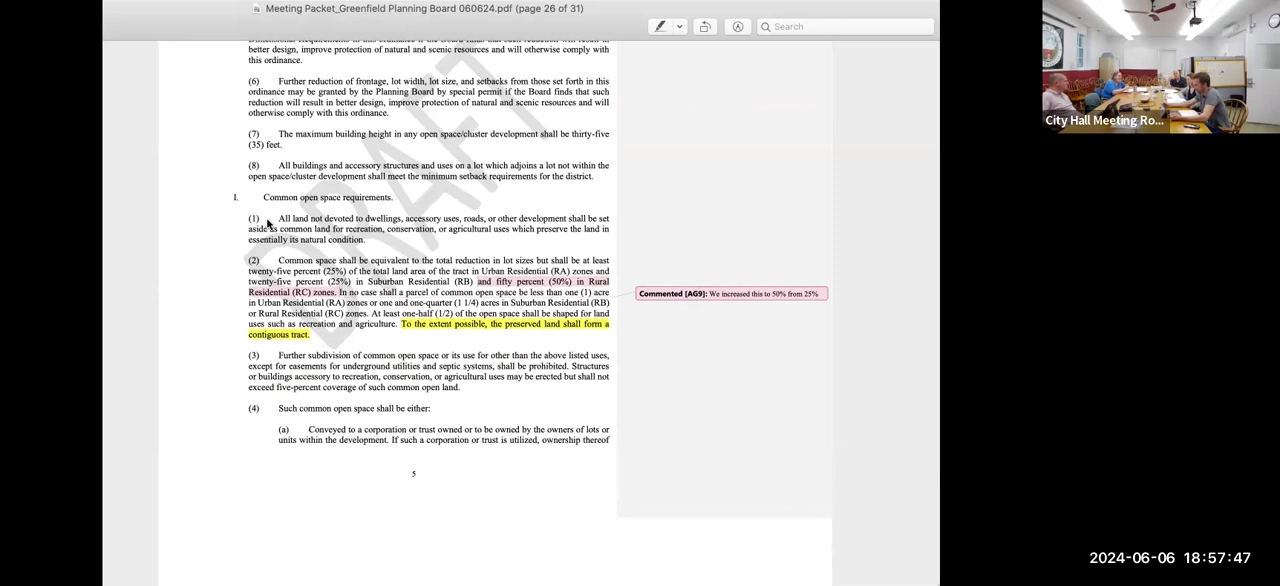 Meeting Packet_Greenfield Planning Board 060624.pdf (page 26 of 31)
Search
better design, improve protection of natural and scenic resources and will otherwise comply with
this ordinance.
(6) Further reduction of frontage, lot width, lot size, and setbacks from those set forth in this
ordinance may be granted by the Planning Board by special permit if the Board finds that such
reduction will result in better design, improve protection of natural and scenic resources and will
otherwise comply with this ordinance.
(7) The maximum building height in any open space/cluster development shall be thirty-five
(35) feet.
(8) All buildings and accessory structures and uses on a lot which adjoins a lot not within the
open space/cluster development shall meet the minimum setback requirements for the district.
I. Common open space requirements.
(1) All land not devoted to dwellings, accessory uses, roads, or other development shall be set
aside as common land for recreation, conservation, or agricultural uses which preserve the land in
essentially its natural condition.
(2) Common space shall be equivalent to the total reduction in lot sizes but shall be at least
twenty-five percent (25%) of the total land area of the tract in Urban Residential (RA) zones and
twenty-five percent (25%) in Suburban Residential (RB) and fifty percent (50%) in Rural
Residential (RC) zones. In no case shall a parcel of common open space be less than one (1) acre
in Urban Residential (RA) zones or one and one-quarter (1 1/4) acres in Suburban Residential (RB)
or Rural Residential (RC) zones. At least one-half (1/2) of the open space shall be shaped for land
uses such as recreation and agriculture. To the extent possible, the preserved land shall form a
contiguous tract.
(3) Further subdivision of common open space or its use for other than the above listed uses,
except for easements for underground utilities and septic systems, shall be prohibited. Structures
or buildings accessory to recreation, conservation, or agricultural uses may be erected but shall not
exceed five-percent coverage of such common open land.
(4) Such common open space shall be either:
(a) Conveyed to a corporation or trust owned or to be owned by the owners of lots or
units within the development. If such a corporation or trust is utilized, ownership thereof
5
DRAFT
Commented [AG9]: We increased this to 50% from 25%
City Hall Meeting Ro...
2024-06-06 18:57:47